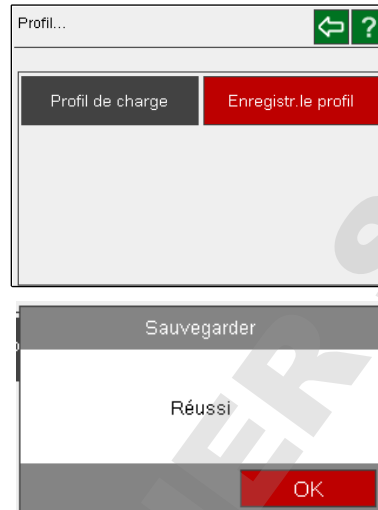 Profil...
?
Profil de charge
Enregistr.le profil
Sauvegarder
Réussi
OK